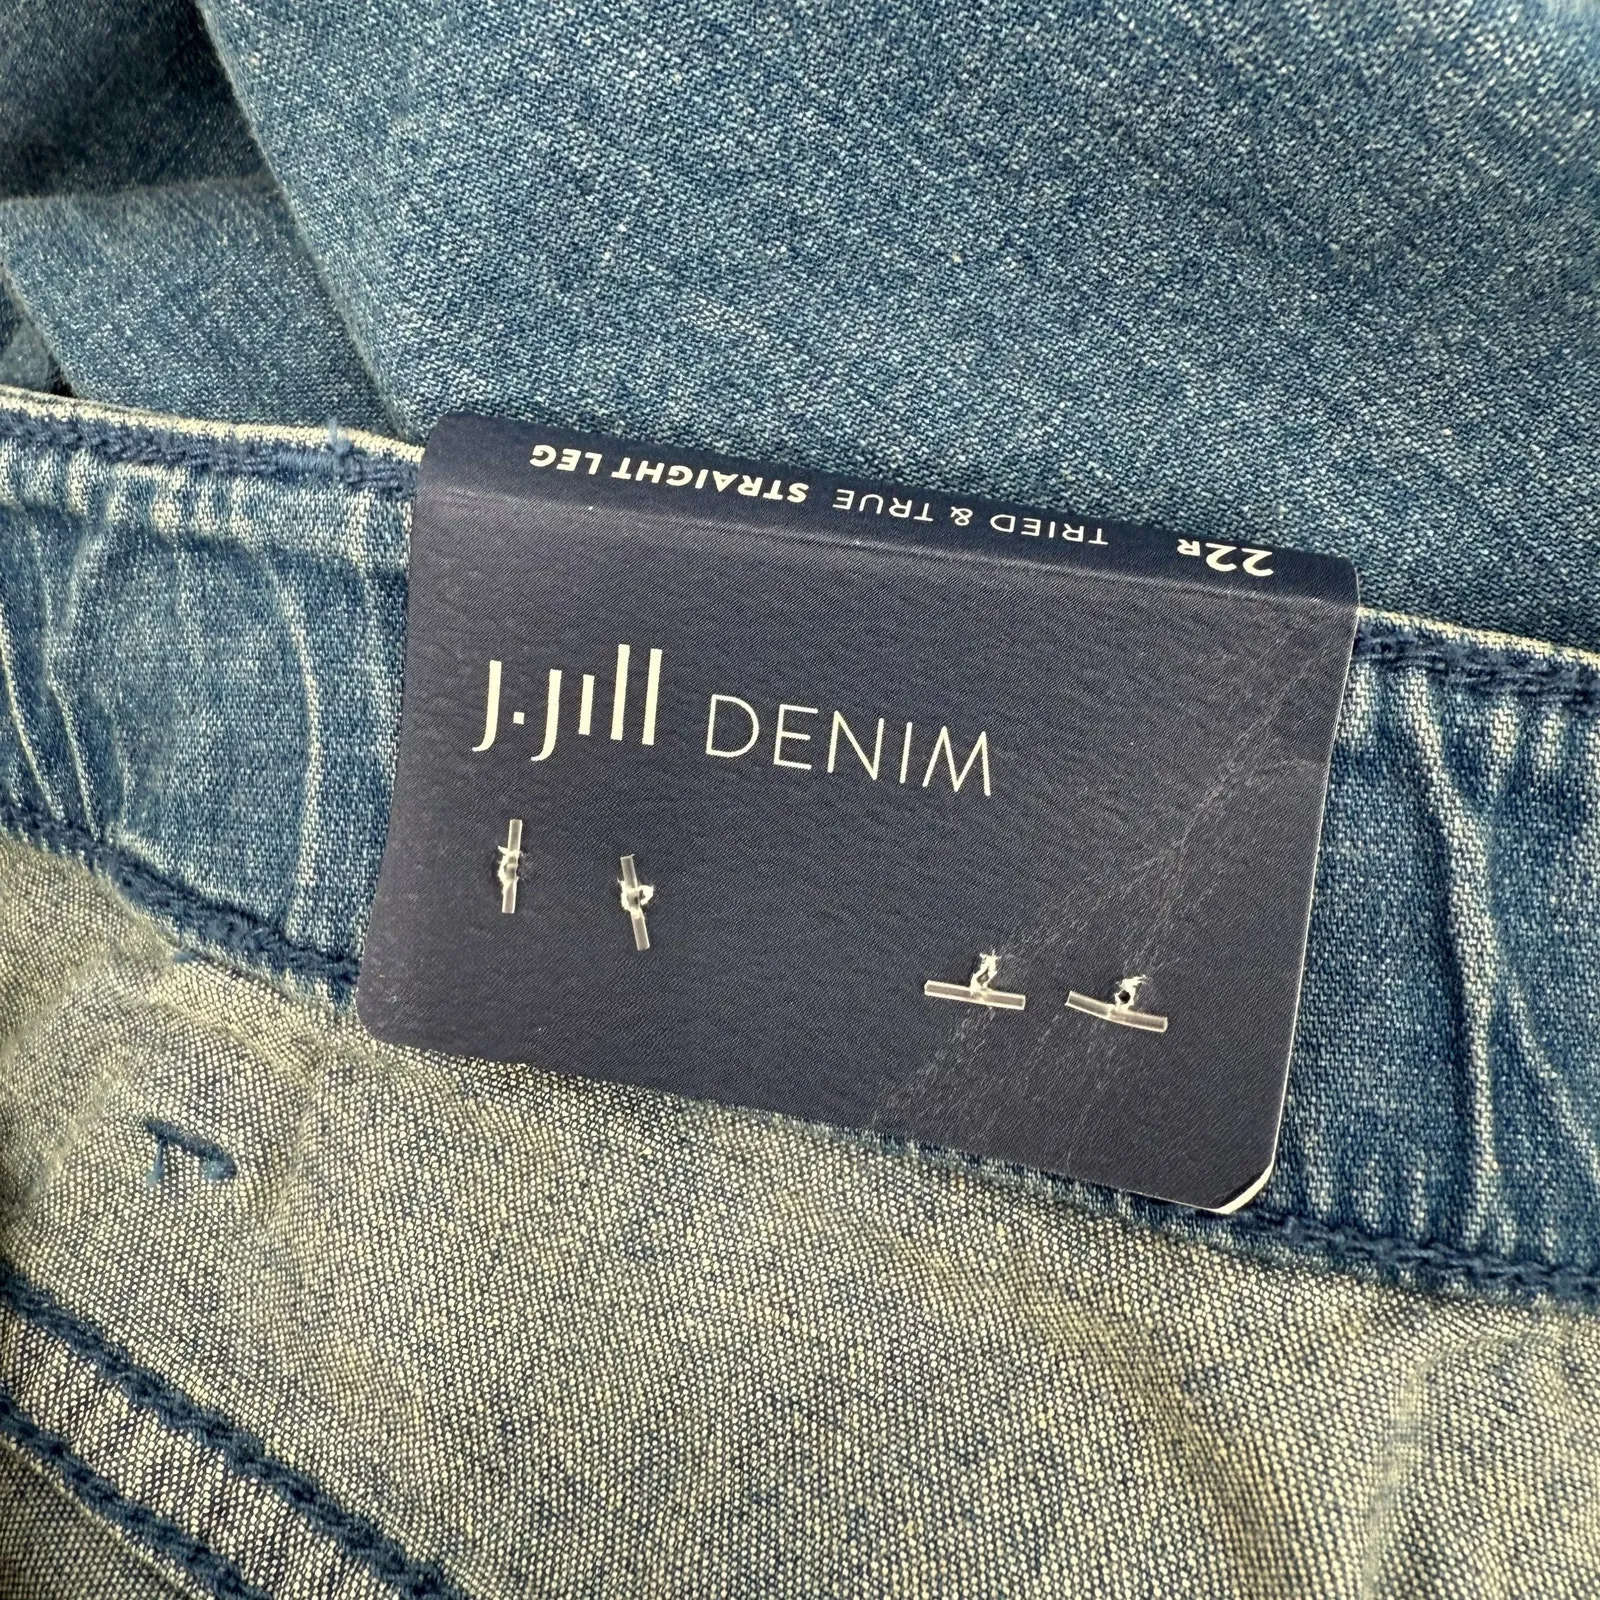 22R TRIED & TRUE STRAIGHT LEG
J.Jill DENIM